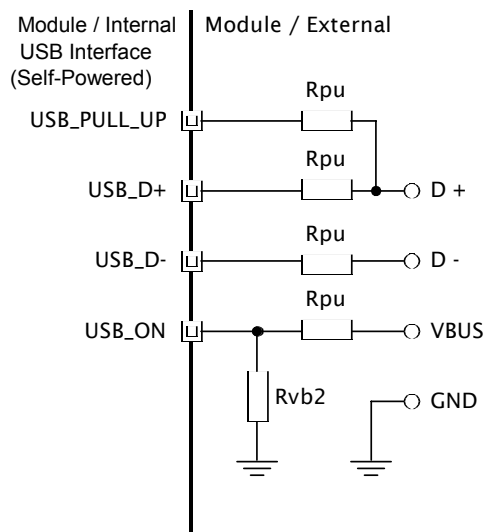 Module / Internal
USB Interface
(Self-Powered)
Module / External
Rpu
USB_PULL_UP
Rpu
USB_D+
D +
Rpu
USB_D-
D -
Rpu
USB_ON
VBUS
Rvb2
GND